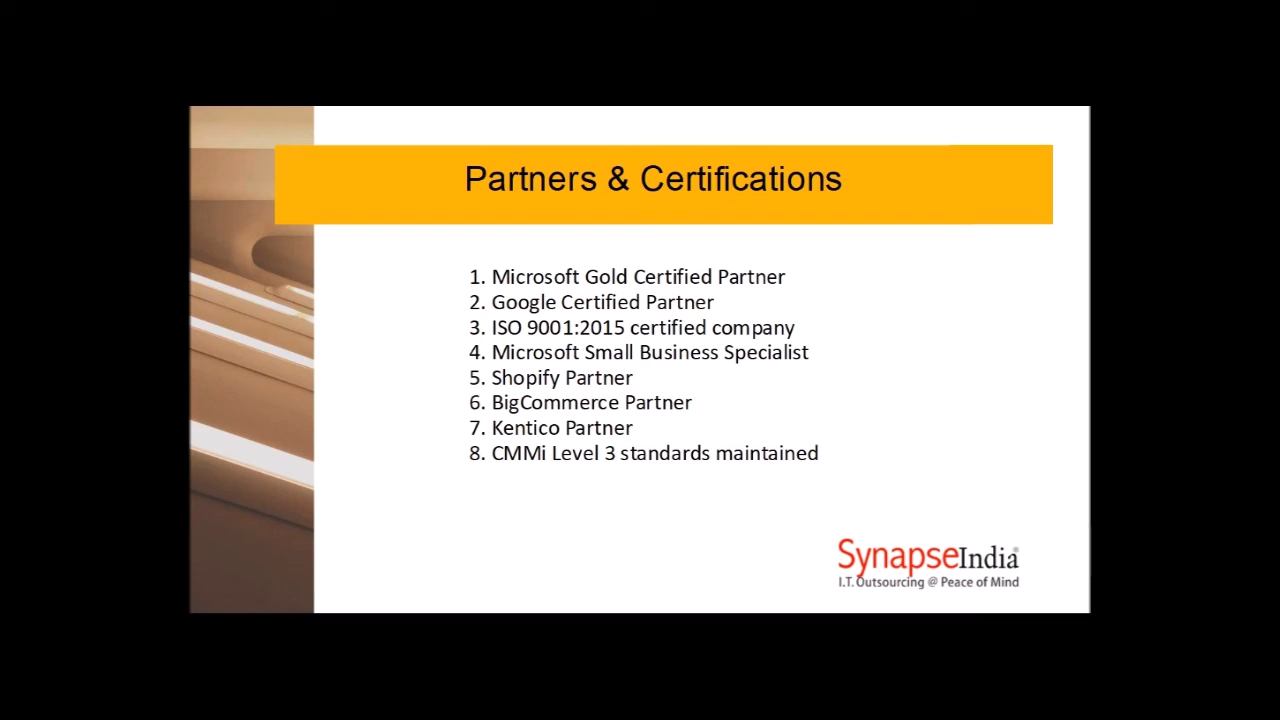 Partners & Certifications
1. Microsoft Gold Certified Partner
2. Google Certified Partner
3. ISO 9001:2015 certified company
4. Microsoft Small Business Specialist
5. Shopify Partner
6. BigCommerce Partner
7. Kentico Partner
8. CMMi Level 3 standards maintained
SynapseIndia®
I.T. Outsourcing @ Peace of Mind